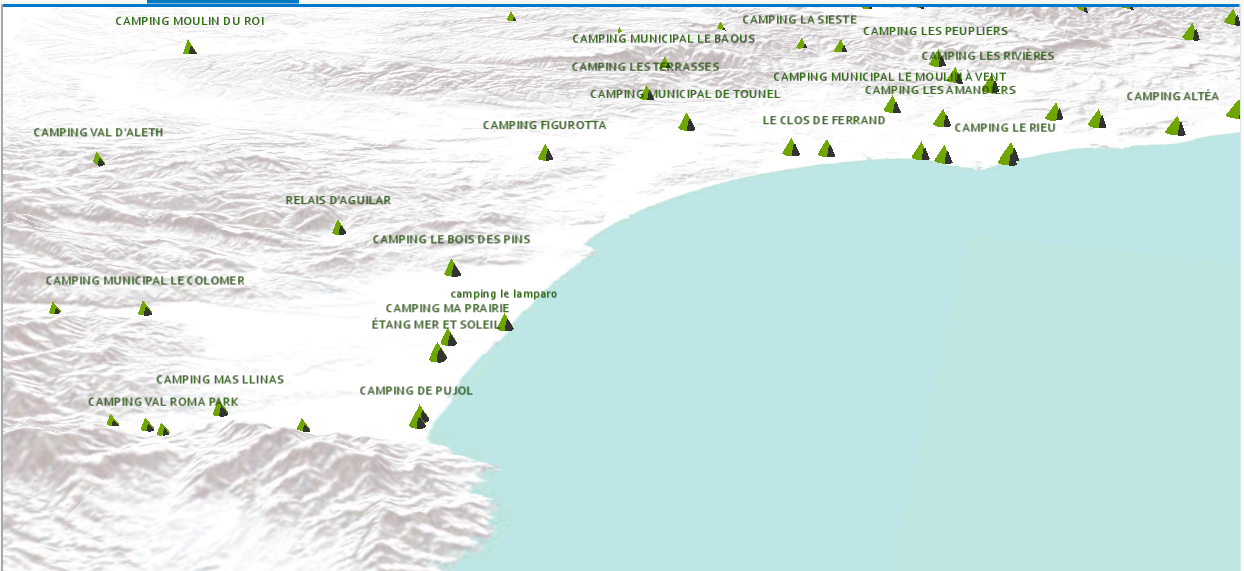 CAMPING MOULIN DU ROI
CAMPING LA SIESTE
CAMPING LES PEUPLIERS
CAMPING MUNICIPAL LE BAOUS
CAMPING LES RIVIÈRES
CAMPING LES TERRASSES
CAMPING MUNICIPAL LE MOULIN À VENT
CAMPING LES AMANDIERS
CAMPING MUNICIPAL DE TOUNEL
CAMPING ALTÉA
LE CLOS DE FERRAND
CAMPING FIGUROTTA
CAMPING LE RIEU
CAMPING VAL D'ALETH
RELAIS D'AGUILAR
CAMPING LE BOIS DES PINS
CAMPING MUNICIPAL LE COLOMER
camping le lamparo
CAMPING MA PRAIRIE
ÉTANG MER ET SOLEIL
CAMPING MAS LLINAS
CAMPING DE PUJOL
CAMPING VAL ROMA PARK